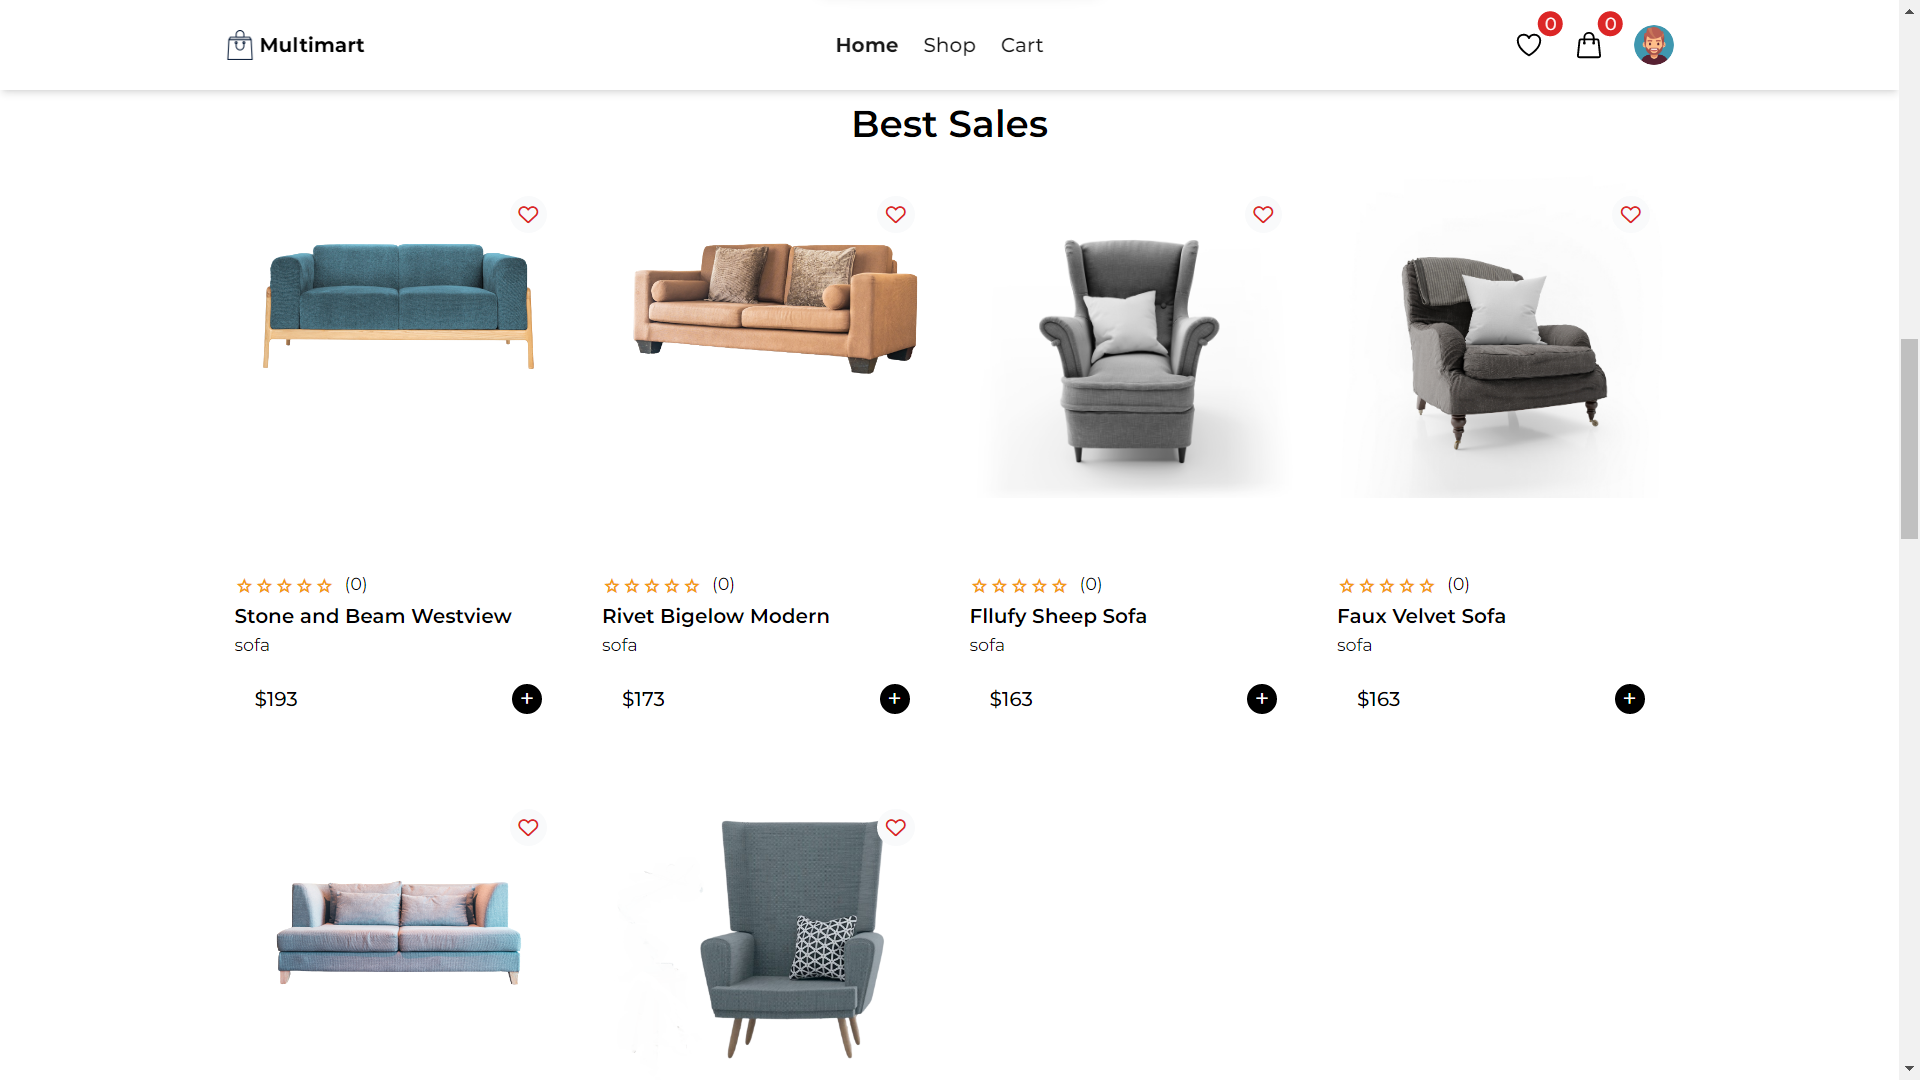 Multimart
Home Shop Cart
0
0
Best Sales
(0)
Stone and Beam Westview
sofa
$193
+
(0)
Rivet Bigelow Modern
sofa
$173
+
(0)
Fllufy Sheep Sofa
sofa
$163
+
(0)
Faux Velvet Sofa
sofa
$163
+